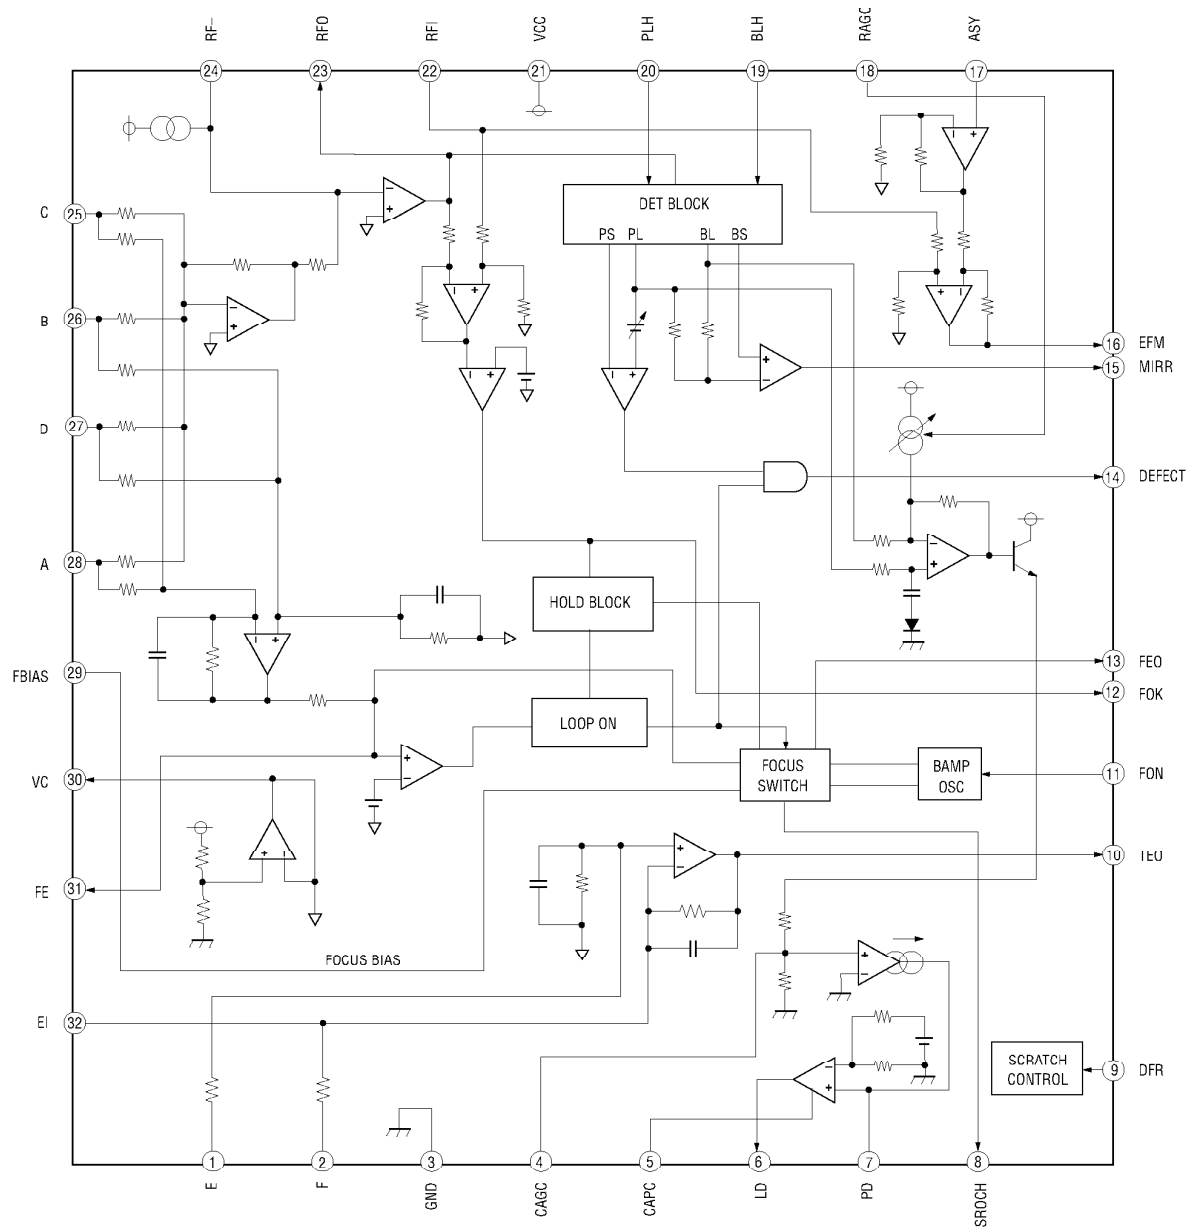 RF-
RFO
RFI
VCC
PLH
BLH
RAGC
ASY
24
23
22
21
20
19
18
17
C
25
DET BLOCK
PS PL BL BS
B
26
16 EFM
15 MIRR
D
27
14 DEFECT
A
28
HOLD BLOCK
FBIAS
29
13 FEO
12 FOK
LOOP ON
VC
30
FOCUS
SWITCH
BAMP
OSC
11 FON
10 TEO
FE
31
FOCUS BIAS
EI
32
SCRATCH
CONTROL
9 DFR
1
2
3
4
5
6
7
8
E
F
GND
CAGC
CAPC
LD
PD
SROCH